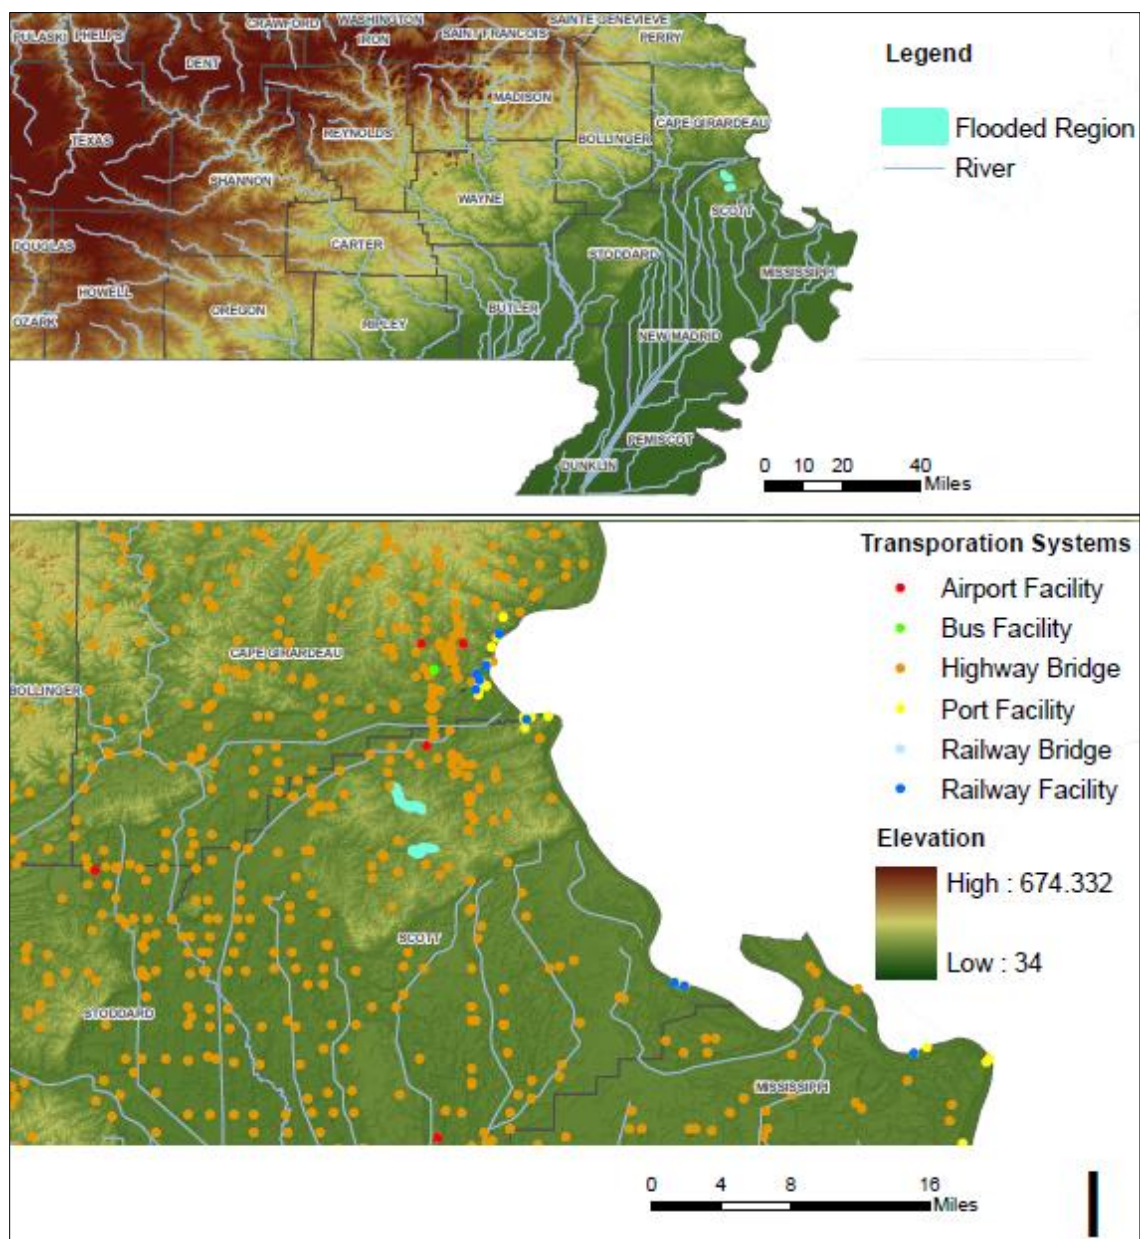 CRAWFORD
WASHINGTON
SAINTE GENEVIEVE
PULASKI
PHELPS
IRON
SAINT FRANCOIS
PERRY
DENT
MADISON
TEXAS
REYNOLDS
BOLLINGER
CAPE GIRARDEAU
SHANNON
WAYNE
SCOTT
DOUGLAS
CARTER
STODDARD
MISSISSIPPI
HOWELL
OREGON
BUTLER
OZARK
RIPLEY
NEW MADRID
PEMISCOT
DUNKLIN
Legend
Flooded Region
River
0 10 20 40
Miles
CAPE GIRARDEAU
BOLLINGER
SCOTT
STODDARD
MISSISSIPPI
Transporation Systems
Airport Facility
Bus Facility
Highway Bridge
Port Facility
Railway Bridge
Railway Facility
Elevation
High : 674.332
Low : 34
0 4 8 16
Miles